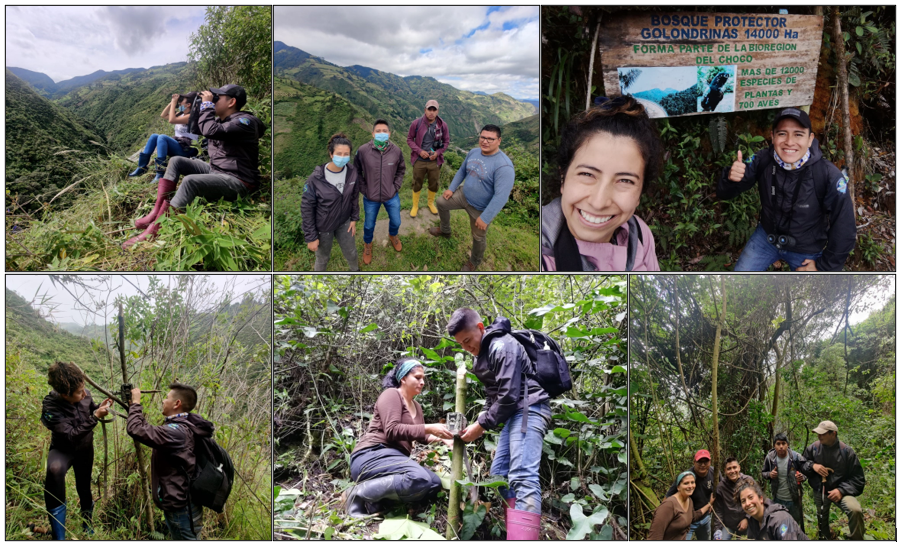 BOSQUE PROTECTOR
GOLONDRINAS 14000 Ha
FORMA PARTE DE LA BIOREGION
DEL CHOCO
MAS DE 12000
ESPECIES DE
PLANTAS Y
700 AVES